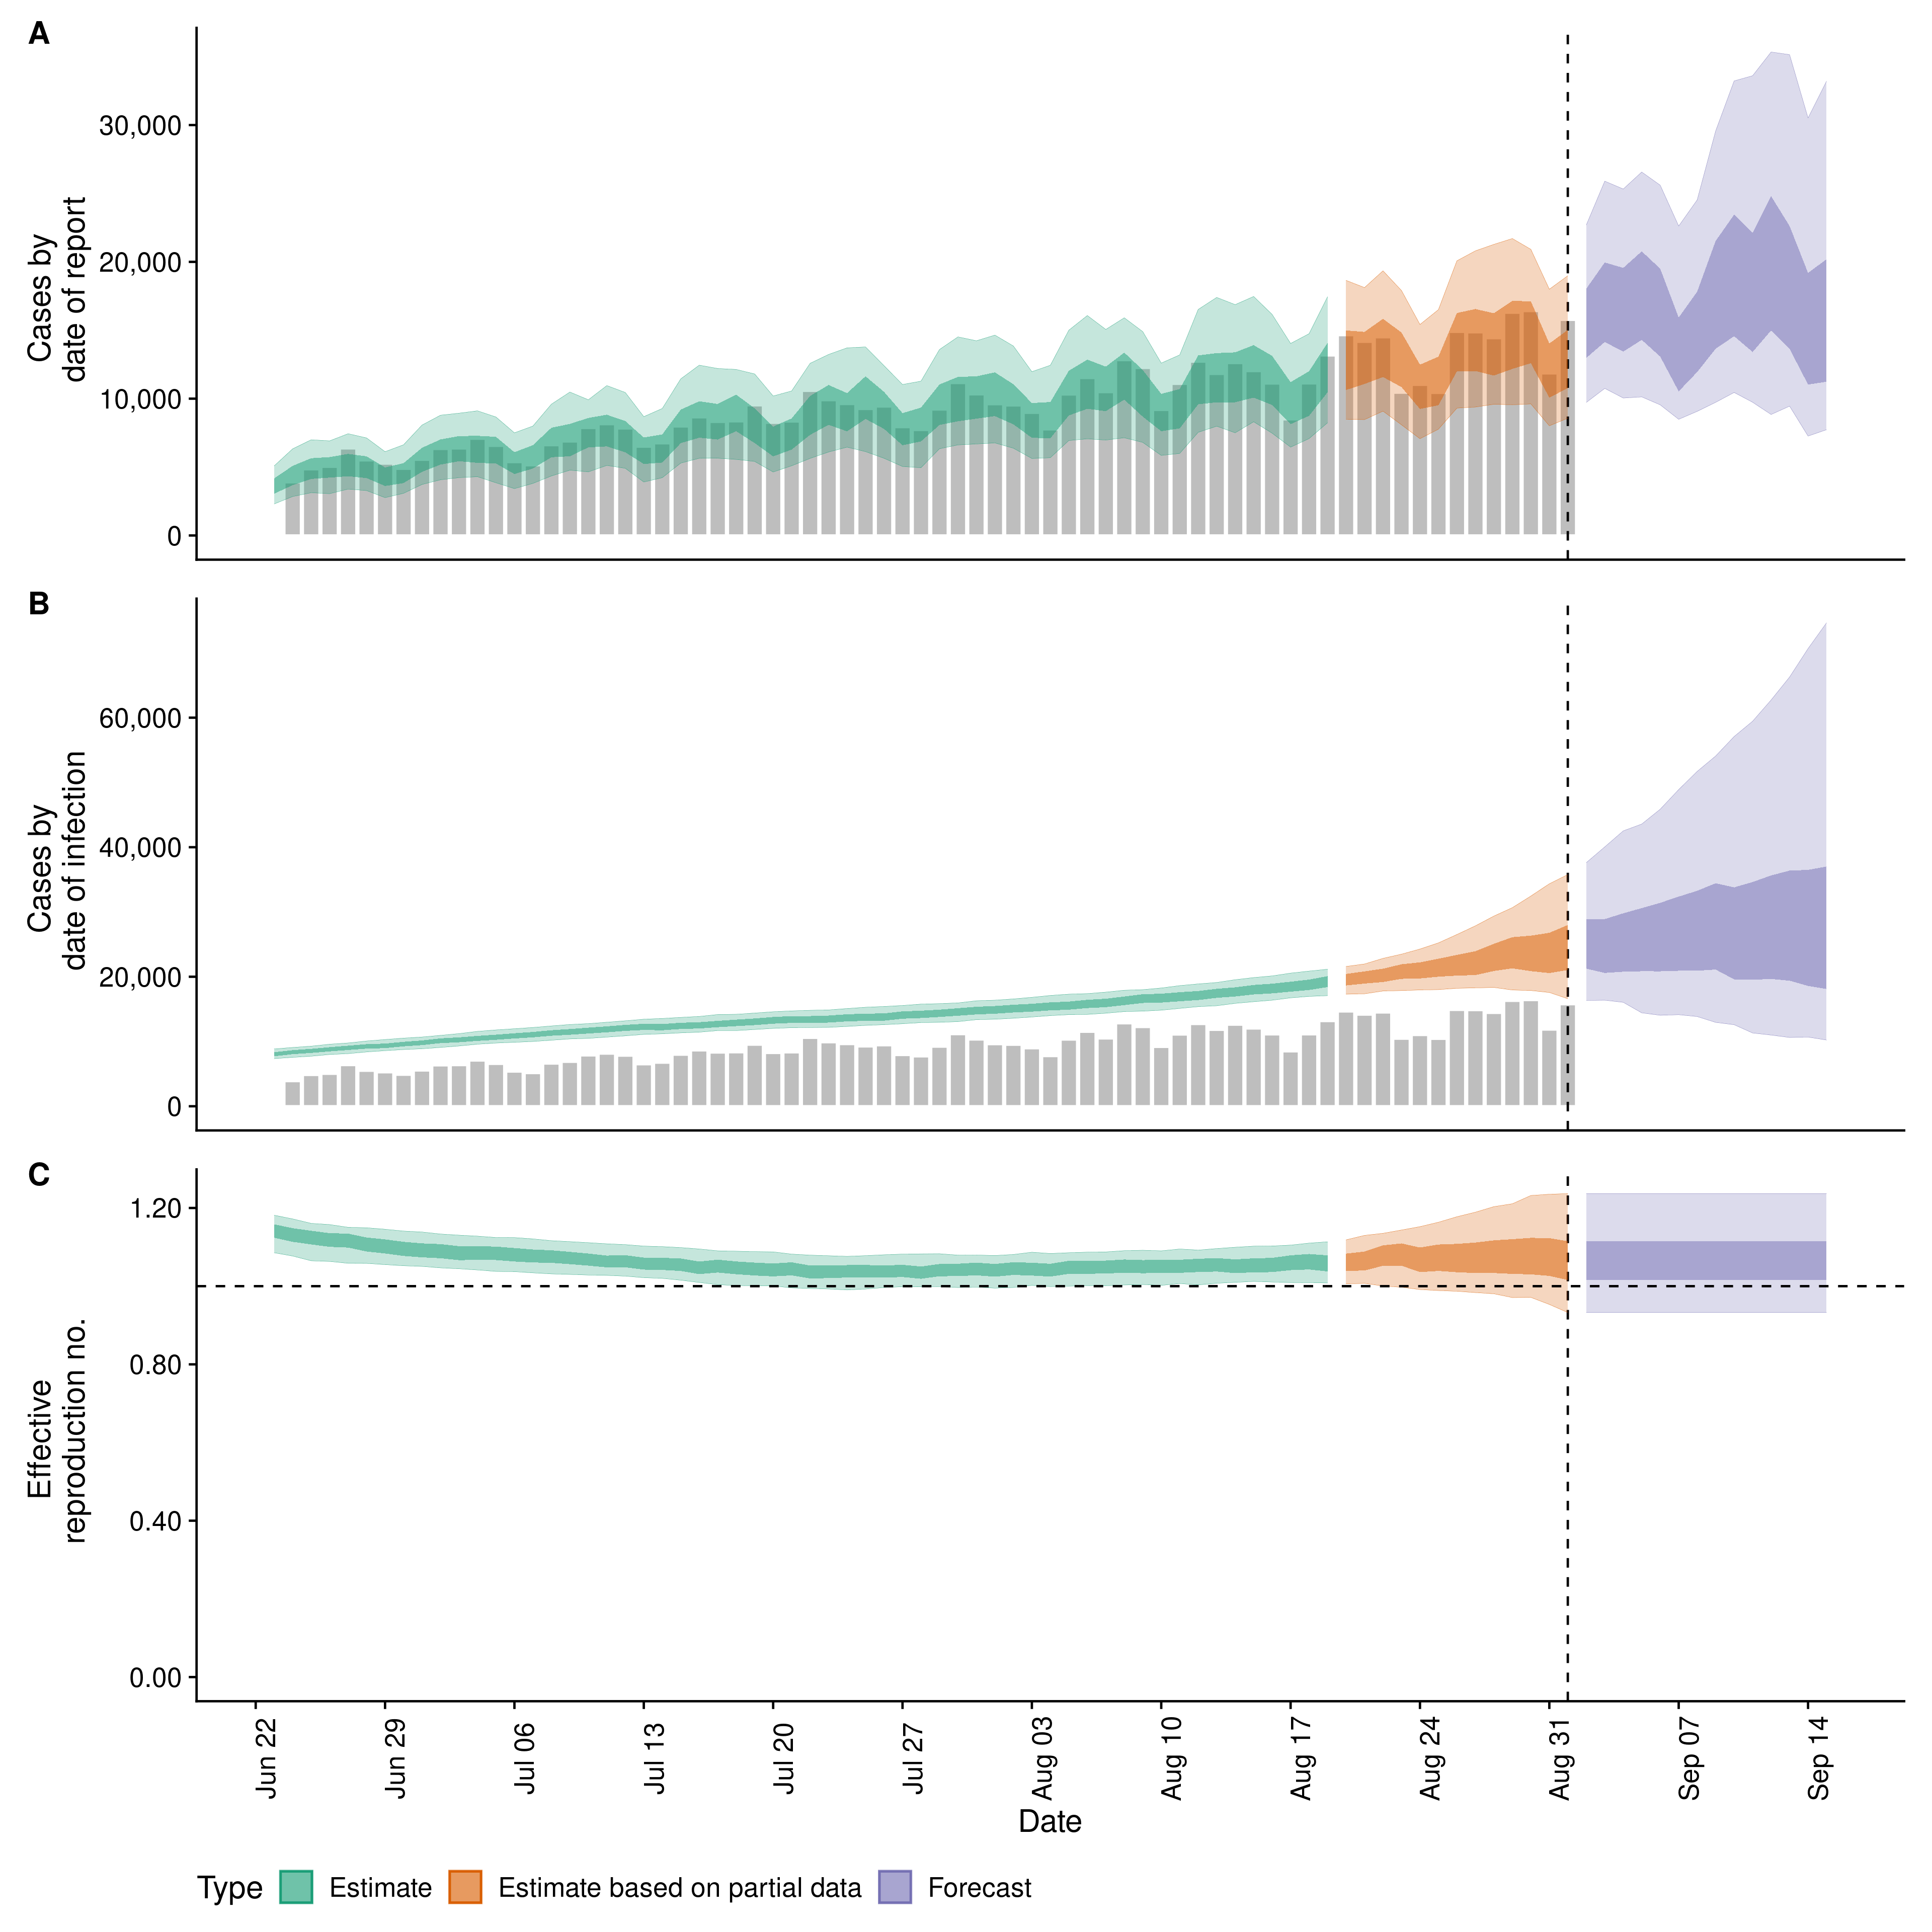 A
Cases by
date of report
30,000
20,000
10,000
0
B
Cases by
date of infection
60,000
40,000
20,000
0
C
Effective
reproduction no.
1.20
0.80
0.40
0.00
Jun 22
Jun 29
Jul 06
Jul 13
Jul 20
Jul 27
Aug 03
Aug 10
Aug 17
Aug 24
Aug 31
Sep 07
Sep 14
Date
Type Estimate Estimate based on partial data Forecast